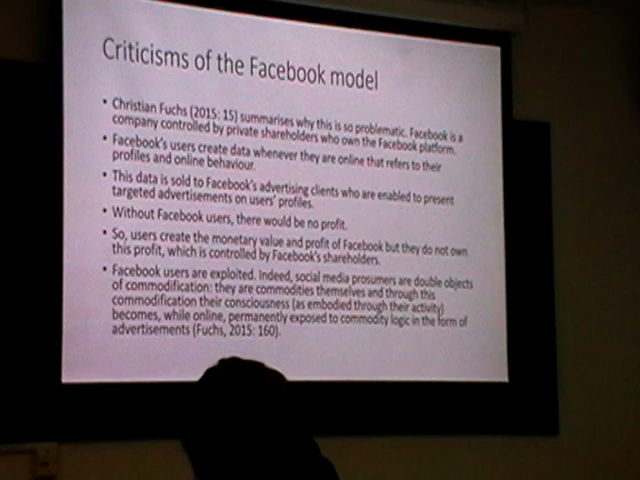 Criticisms of the Facebook model
• Christian Fuchs (2015: 15) summarises why this is so problematic. Facebook is a
company controlled by private shareholders who own the Facebook platform.
• Facebook's users create data whenever they are online that refers to their
profiles and online behaviour.
• This data is sold to Facebook's advertising clients who are enabled to present
targeted advertisements on users' profiles.
• Without Facebook users, there would be no profit.
• So, users create the monetary value and profit of Facebook but they do not own
this profit, which is controlled by Facebook's shareholders.
• Facebook users are exploited. Indeed, social media prosumers are double objects
of commodification: they are commodities themselves and through this
commodification their consciousness (as embodied through their activity)
becomes, while online, permanently exposed to commodity logic in the form of
advertisements (Fuchs, 2015: 160).